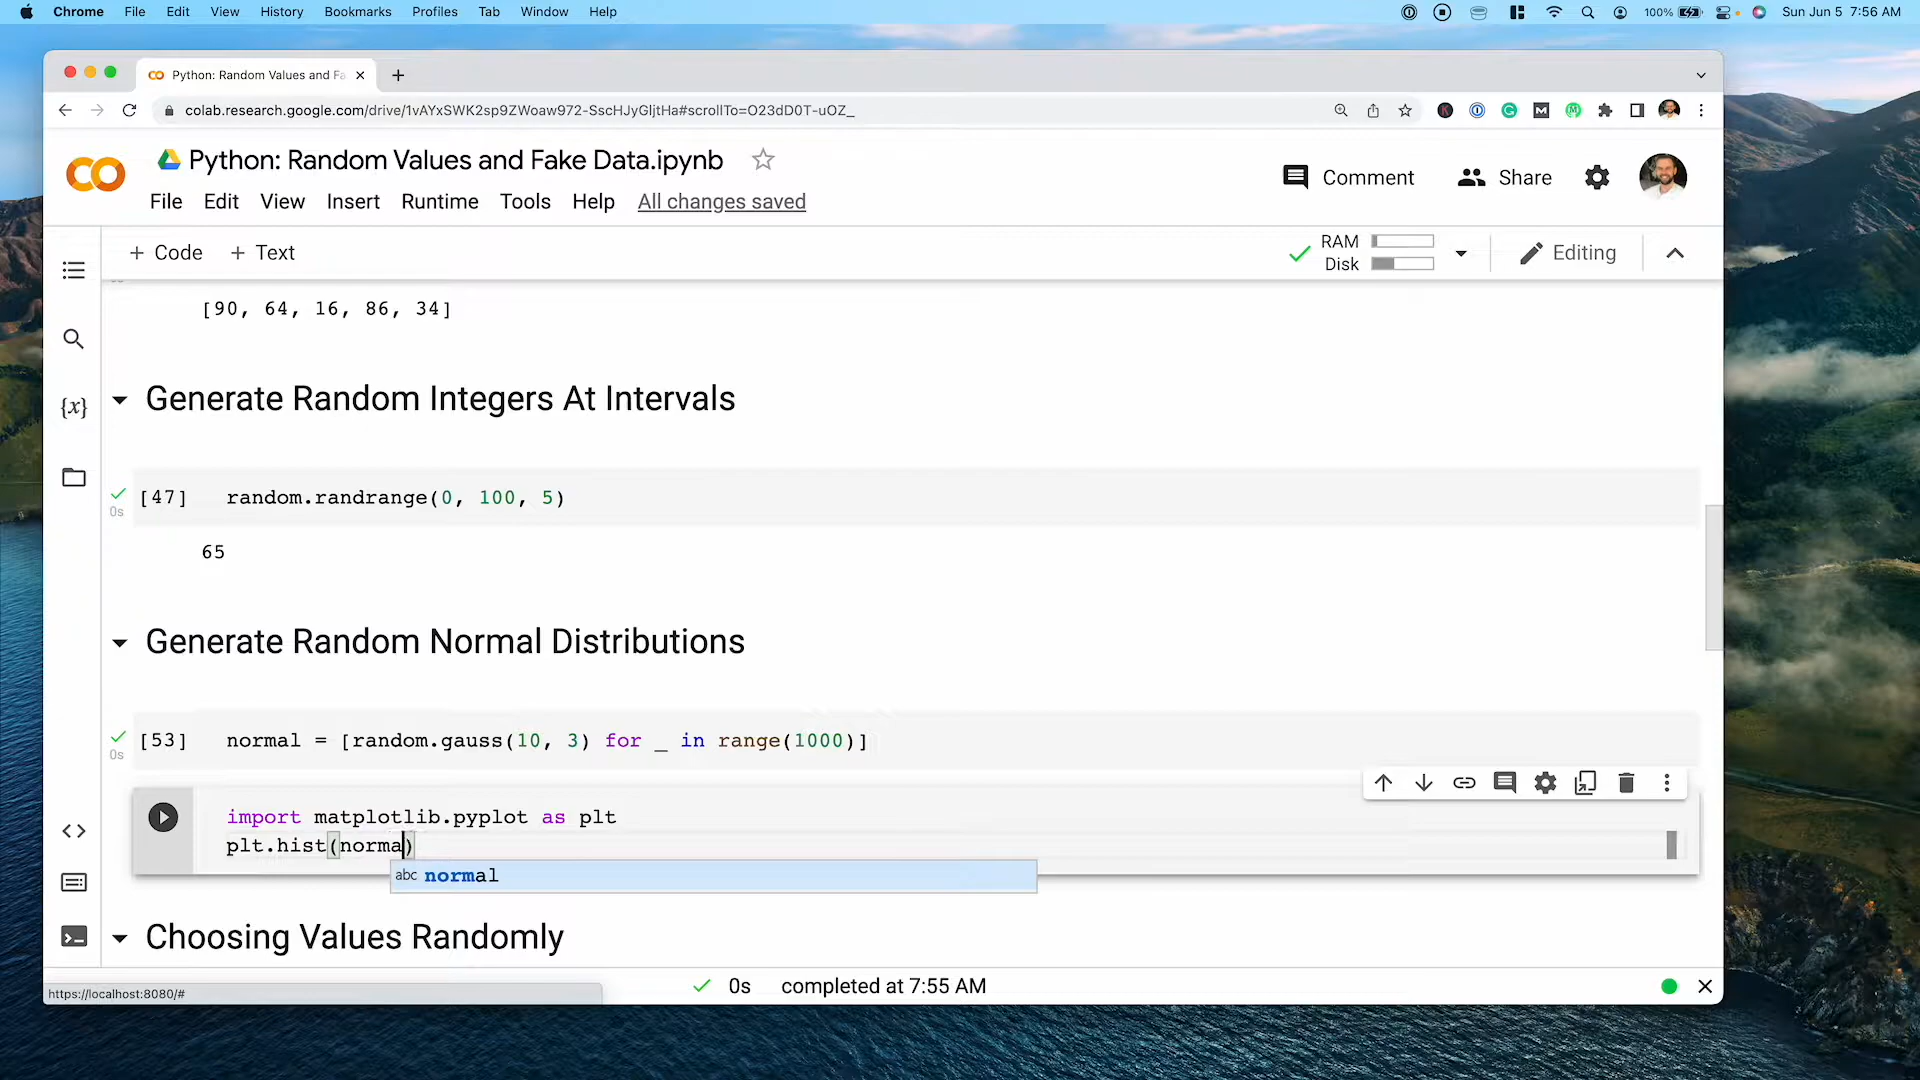 Chrome File Edit View History Bookmarks Profiles Tab Window Help 100% Sun Jun 5 7:56 AM
Python: Random Values and Fa
colab.research.google.com/drive/1vAYxSWK2sp9ZWoaw972-SscHJyGljtHa#scrollTo=O23dD0T-uOZ_
Python: Random Values and Fake Data.ipynb
Comment Share
File Edit View Insert Runtime Tools Help All changes saved
+ Code + Text
RAM
Disk
Editing
[90, 64, 16, 86, 34]
Generate Random Integers At Intervals
[47] random.randrange(0, 100, 5)
0s
65
Generate Random Normal Distributions
[53] normal = [random.gauss(10, 3) for _ in range(1000)]
0s
import matplotlib.pyplot as plt
plt.hist(norma)
abc normal
Choosing Values Randomly
0s completed at 7:55 AM
https://localhost:8080/#